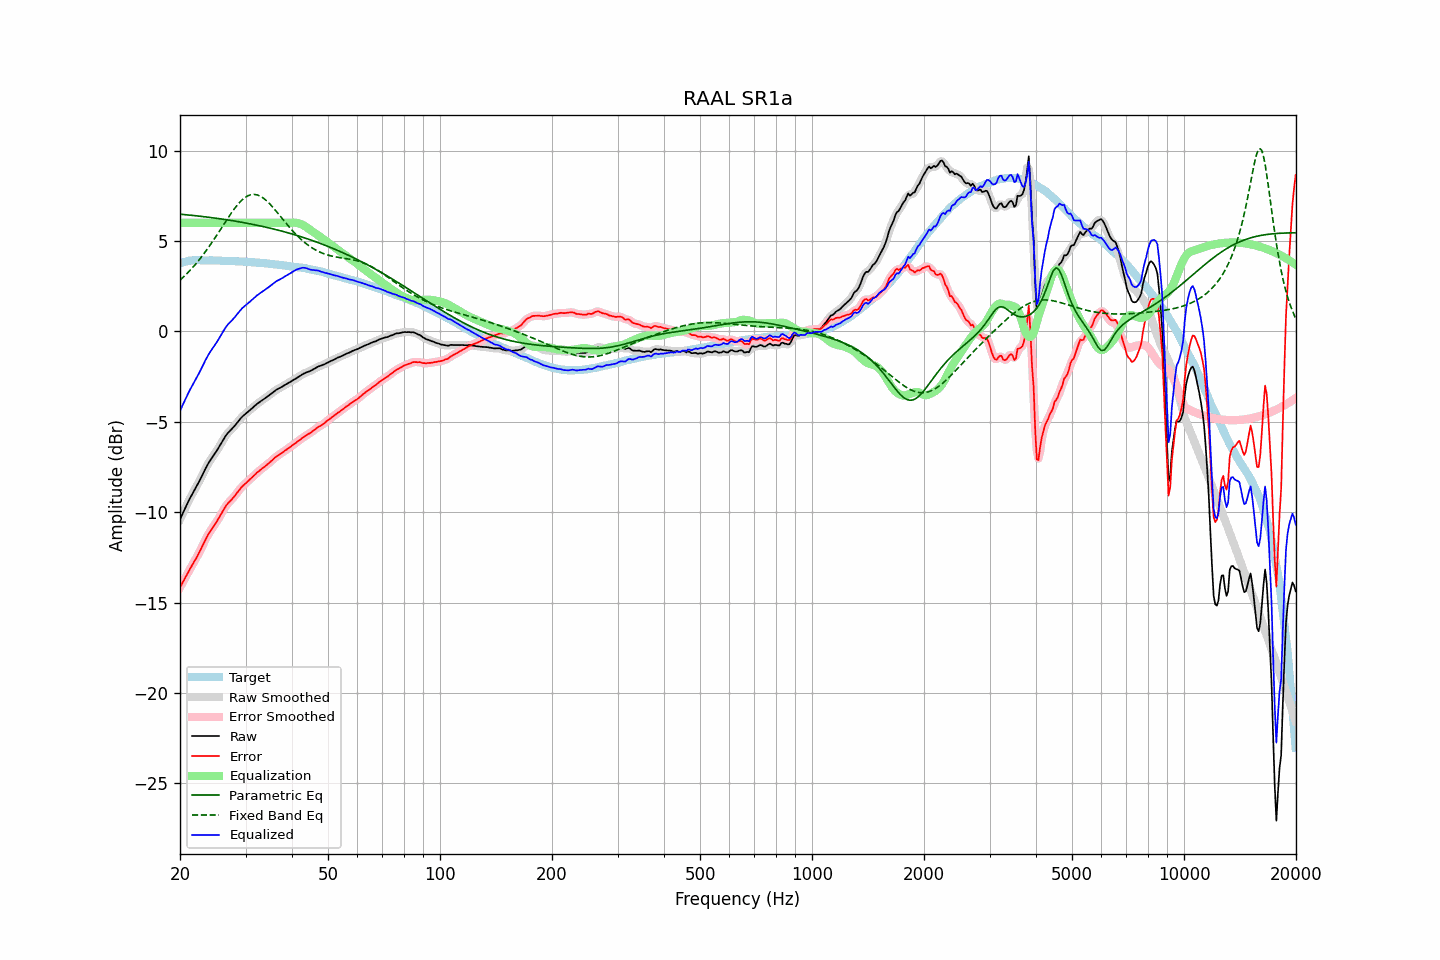 RAAL SR1a
10
5
0
−5
−10
−15
−20
−25
Amplitude (dBr)
Target
Raw Smoothed
Error Smoothed
Raw
Error
Equalization
Parametric Eq
Fixed Band Eq
Equalized
20 50 100 200 500 1000 2000 5000 10000 20000
Frequency (Hz)